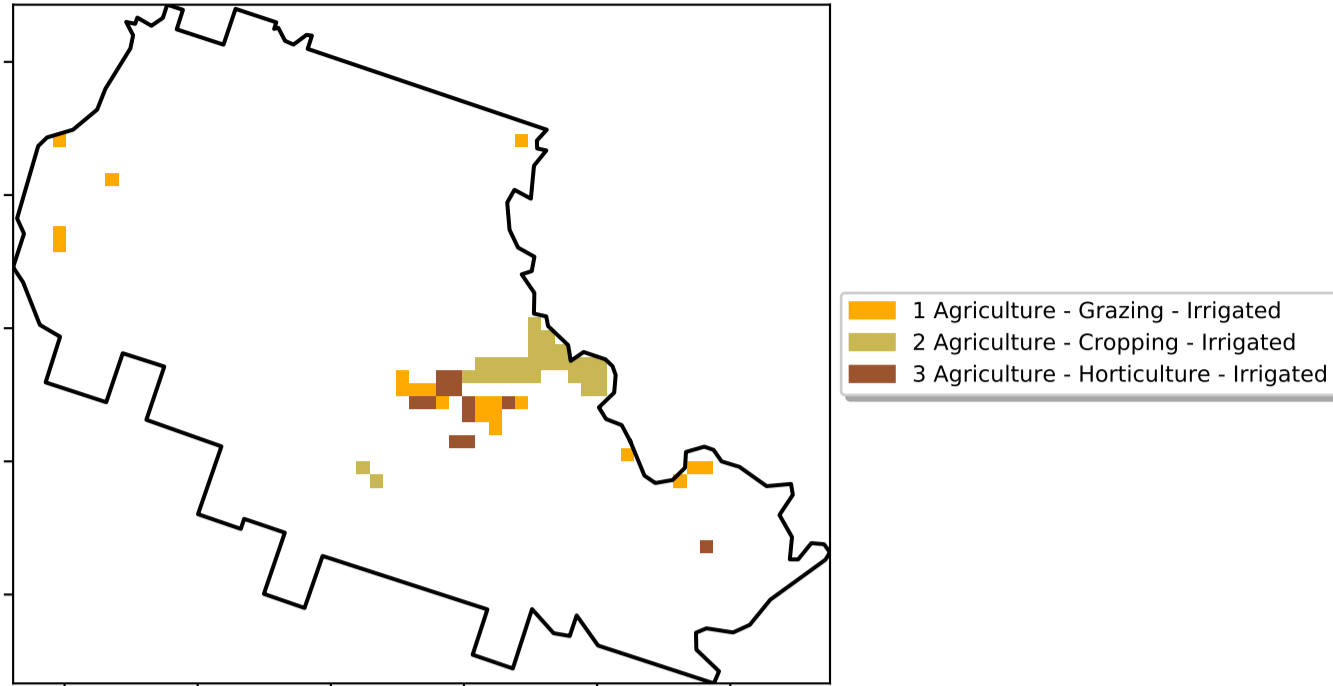 1 Agriculture - Grazing - Irrigated
2 Agriculture - Cropping - Irrigated
3 Agriculture - Horticulture - Irrigated